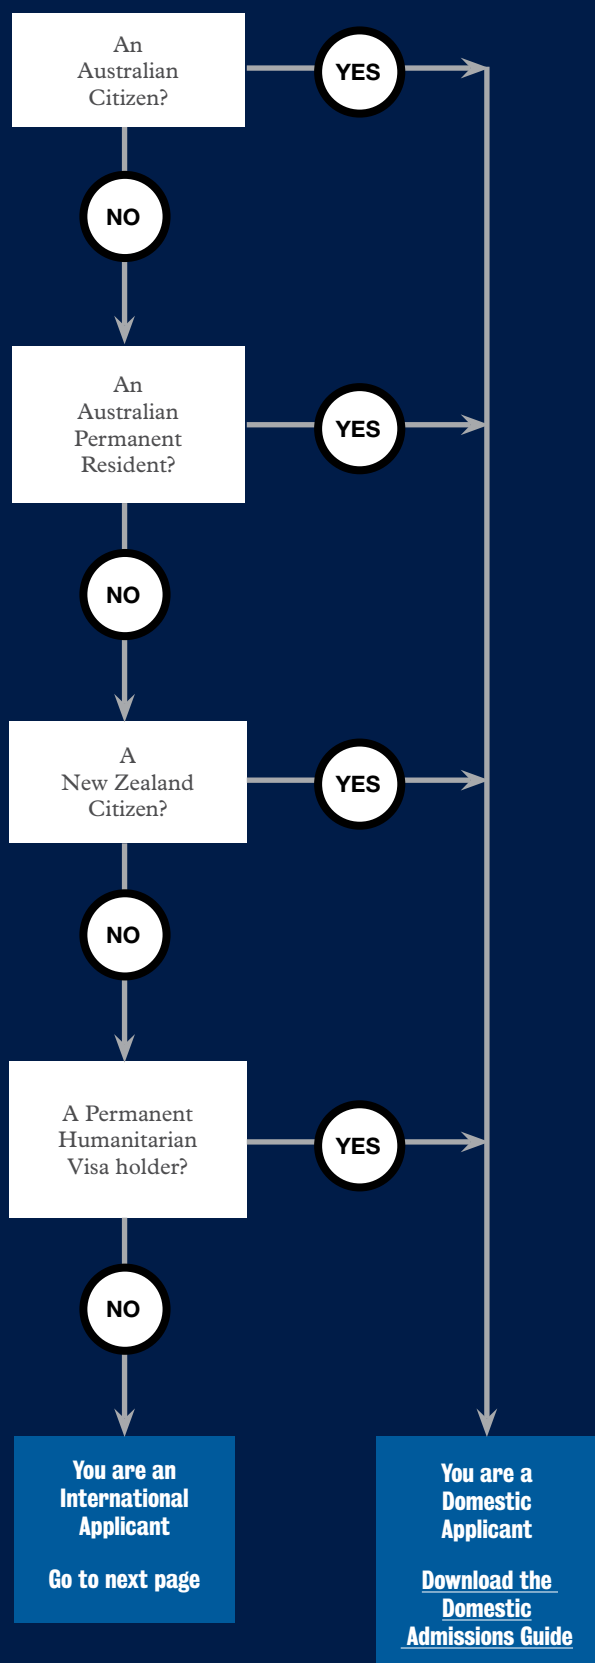 An
Australian
Citizen?
YES
NO
An
Australian
Permanent
Resident?
YES
NO
A
New Zealand
Citizen?
YES
NO
A Permanent
Humanitarian
Visa holder?
YES
NO
You are an
International
Applicant
Go to next page
You are a
Domestic
Applicant
Download the
Domestic
Admissions Guide